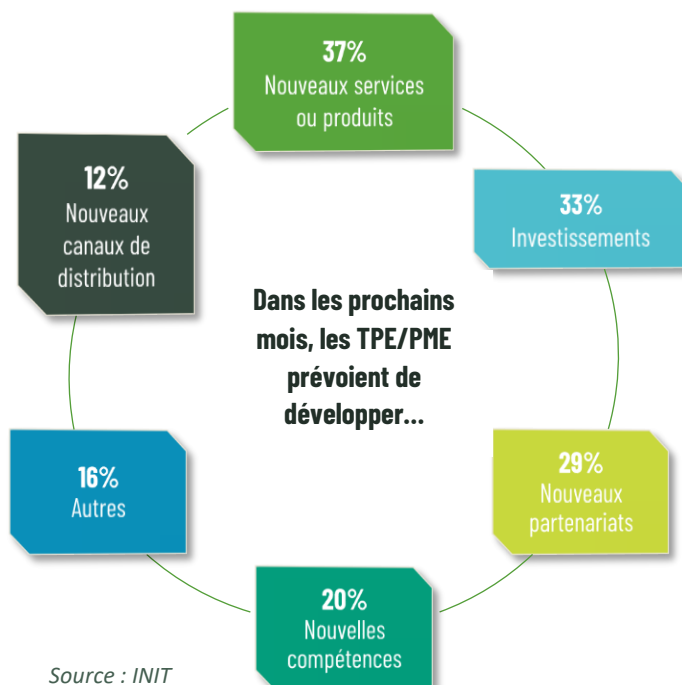 37%
Nouveaux services
ou produits
12%
Nouveaux
canaux de
distribution
33%
Investissements
Dans les prochains
mois, les TPE/PME
prévoient de
développer...
16%
Autres
29%
Nouveaux
partenariats
20%
Nouvelles
compétences
Source : INIT